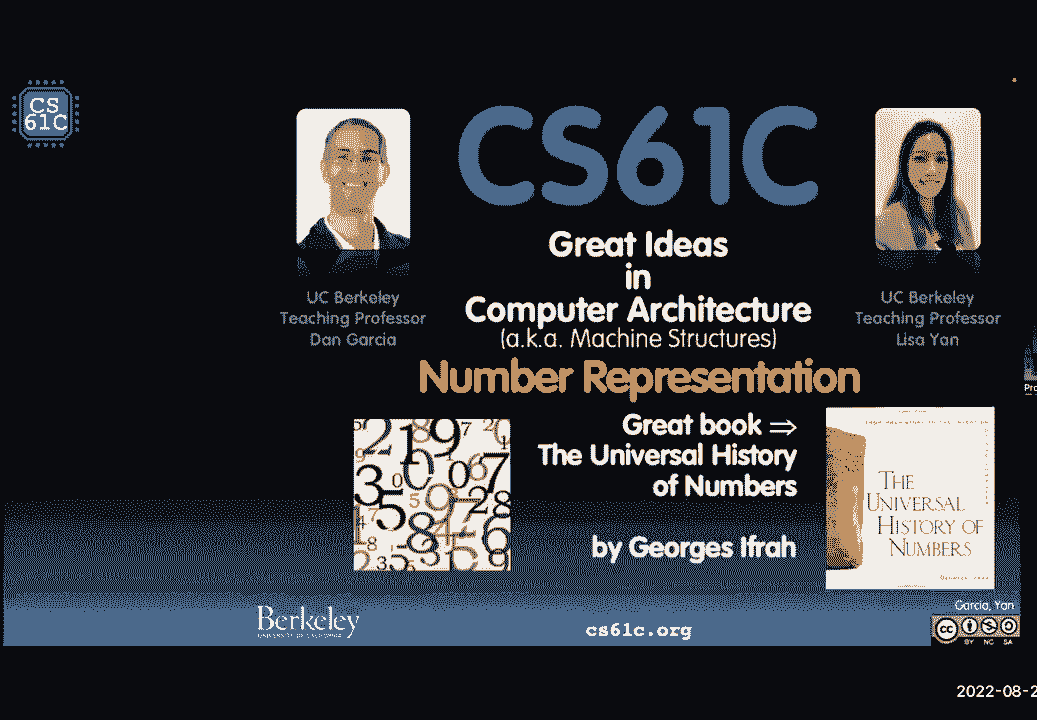 CS
61C
CS61C
Great Ideas
in
Computer Architecture
(a.k.a. Machine Structures)
UC Berkeley
Teaching Professor
Dan Garcia
UC Berkeley
Teaching Professor
Lisa Yan
Number Representation
Great book ⇒
The Universal History
of Numbers
by Georges Ifrah
THE
UNIVERSAL
HISTORY OF
NUMBERS
Berkeley
UNIVERSITY OF CALIFORNIA
cs61c.org
Garcia, Yan
cc
BY NC SA
2022-08-2